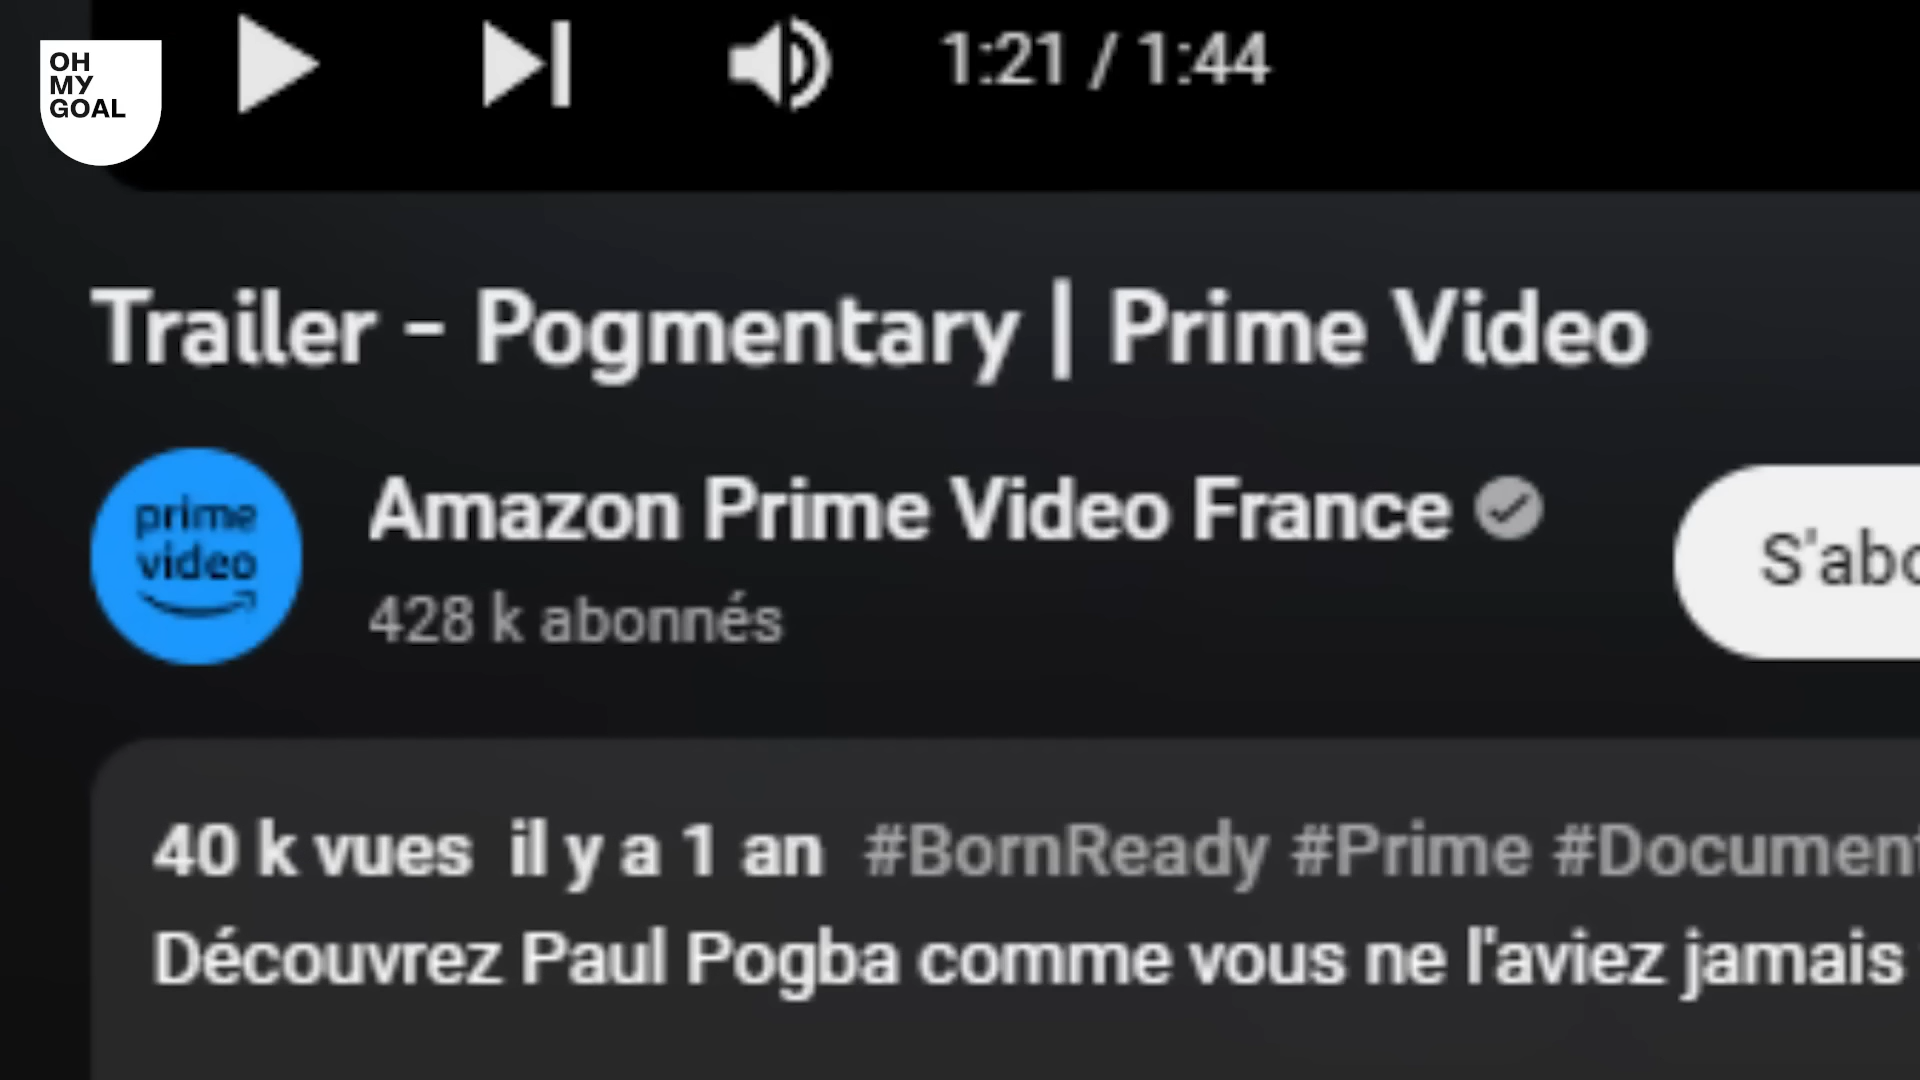 OH
MY
GOAL
1:21 / 1:44
Trailer - Pogmentary | Prime Video
prime
video
Amazon Prime Video France
428 k abonnés
S'abo
40 k vues il y a 1 an #BornReady #Prime #Document
Découvrez Paul Pogba comme vous ne l'aviez jamais